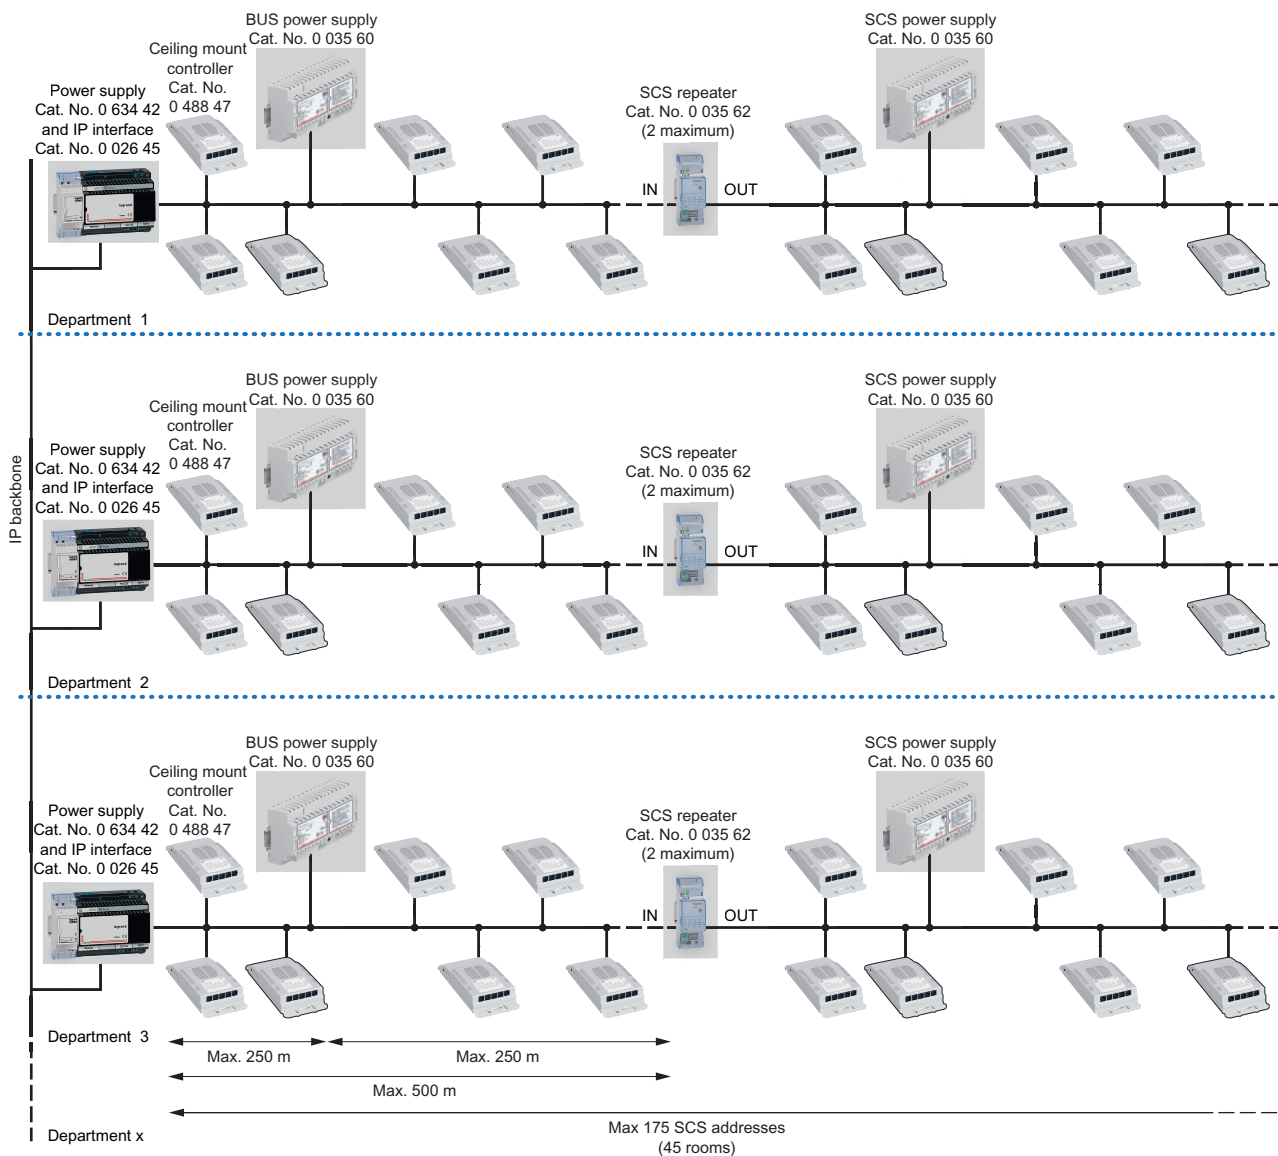 BUS power supply
Cat. No. 0 035 60
SCS power supply
Cat. No. 0 035 60
Ceiling mount
controller
Cat. No.
0 488 47
Power supply
Cat. No. 0 634 42
and IP interface
Cat. No. 0 026 45
SCS repeater
Cat. No. 0 035 62
(2 maximum)
IN
OUT
Department 1
BUS power supply
Cat. No. 0 035 60
SCS power supply
Cat. No. 0 035 60
Ceiling mount
controller
Cat. No.
0 488 47
Power supply
Cat. No. 0 634 42
and IP interface
Cat. No. 0 026 45
SCS repeater
Cat. No. 0 035 62
(2 maximum)
IN
OUT
IP backbone
Department 2
BUS power supply
Cat. No. 0 035 60
SCS power supply
Cat. No. 0 035 60
Ceiling mount
controller
Cat. No.
0 488 47
Power supply
Cat. No. 0 634 42
and IP interface
Cat. No. 0 026 45
SCS repeater
Cat. No. 0 035 62
(2 maximum)
IN
OUT
Department 3
Max. 250 m
Max. 250 m
Max. 500 m
Max 175 SCS addresses
(45 rooms)
Department x